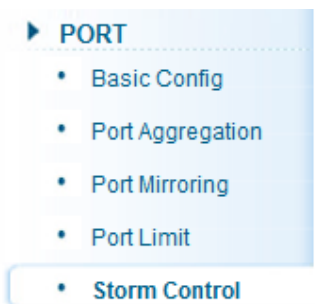 PORT
Basic Config
Port Aggregation
Port Mirroring
Port Limit
Storm Control